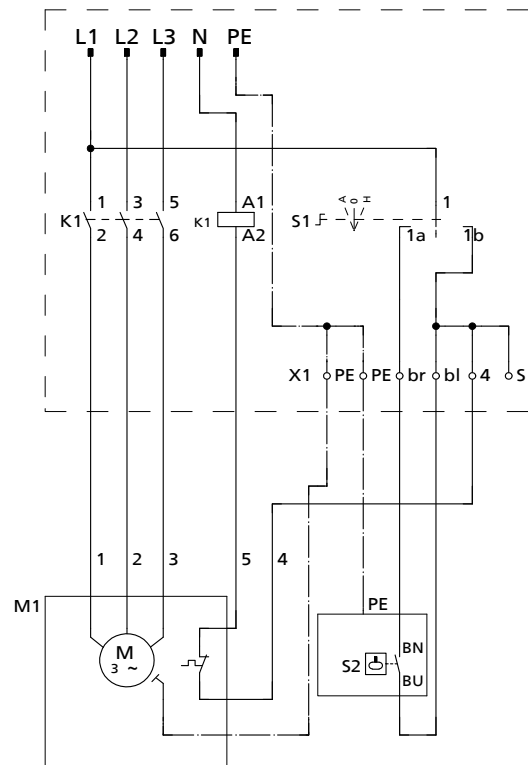 L1 L2 L3 N PE
1 3 5 A1 A O H 1
K1 K1 S1
2 4 6 A2 1a 1b
X1 PE PE br bl 4 S
1 2 3 5 4
M1 PE
M
3 ~
BN
S2
BU